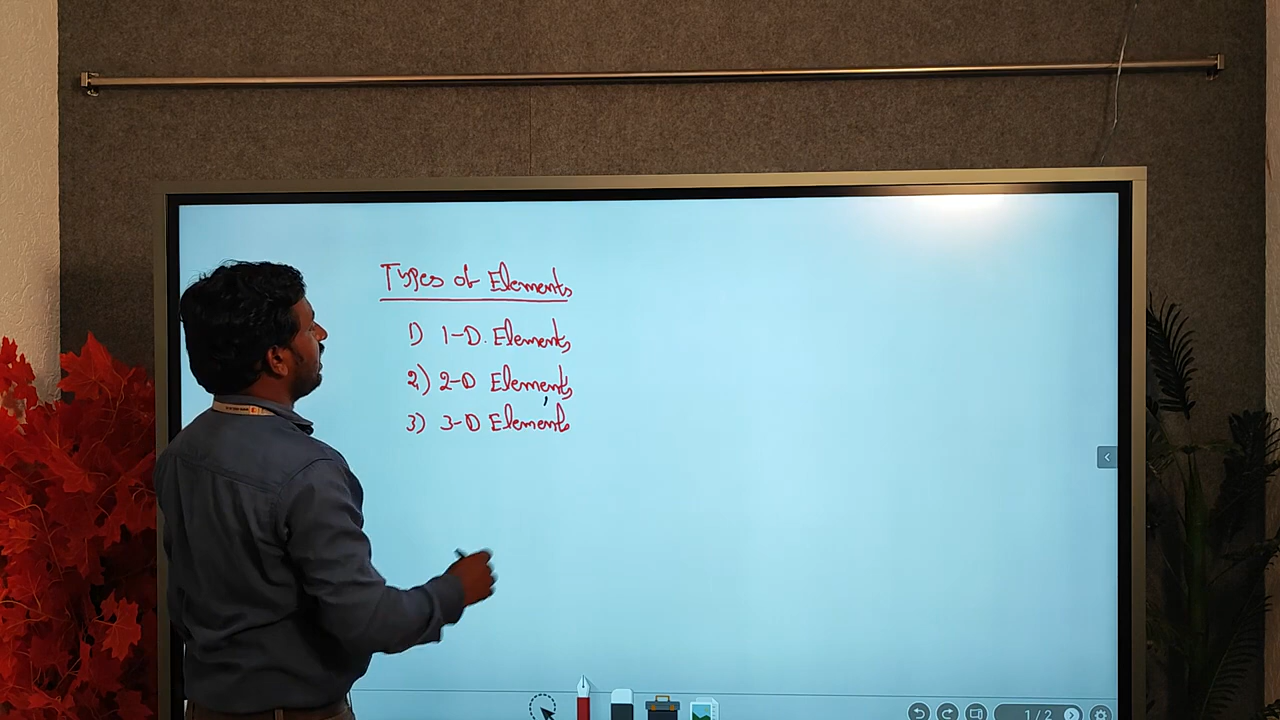 Types of Elements
1) 1-D. Elements
2) 2-D Elements
3) 3-D Elements
1/2